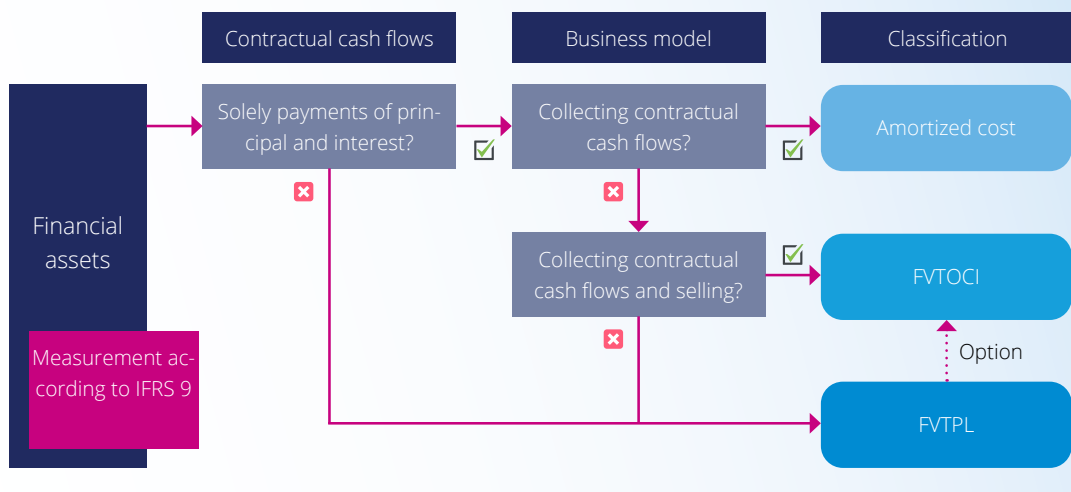 Contractual cash flows
Business model
Classification
Solely payments of prin-
cipal and interest?
Collecting contractual
cash flows?
Amortized cost
Financial
assets
Collecting contractual
cash flows and selling?
FVTOCI
Measurement ac-
cording to IFRS 9
Option
FVTPL